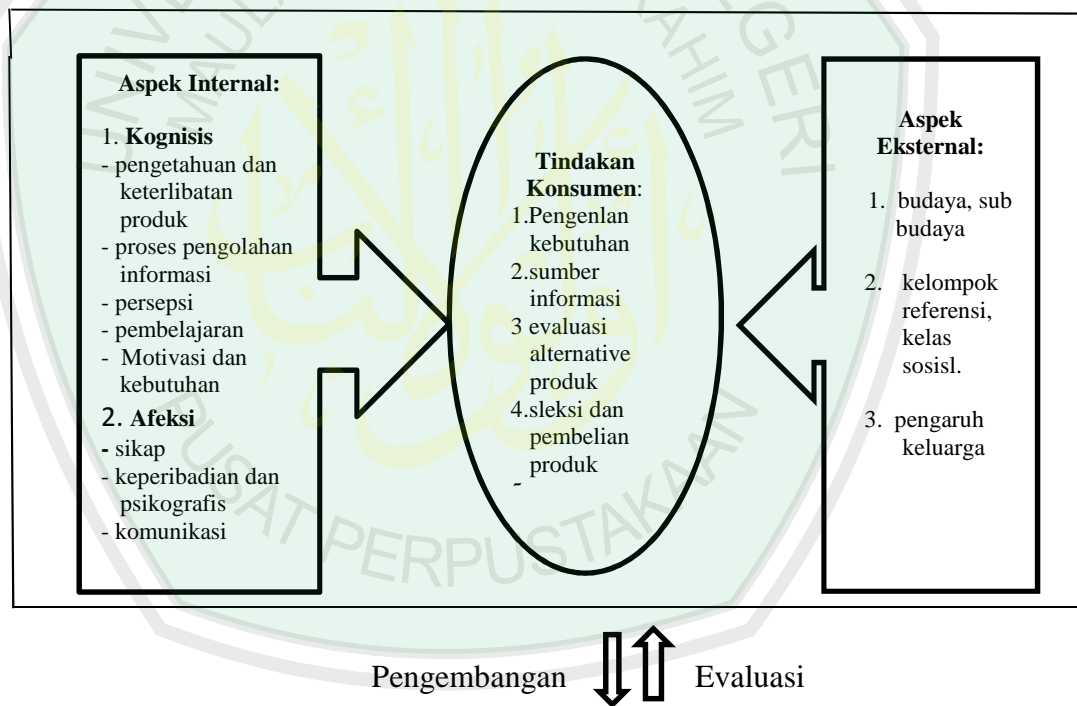 Aspek Internal:
1. Kognisis
- pengetahuan dan
keterlibatan
produk
- proses pengolahan
informasi
- persepsi
- pembelajaran
- Motivasi dan
kebutuhan
2. Afeksi
- sikap
- keperibadian dan
psikografis
- komunikasi
Tindakan
Konsumen:
1.Pengenlan
kebutuhan
2.sumber
informasi
3 evaluasi
alternative
produk
4.sleksi dan
pembelian
produk
-
Aspek
Eksternal:
1. budaya, sub
budaya
2. kelompok
referensi,
kelas
sosisl.
3. pengaruh
keluarga
Pengembangan
Evaluasi
PUSAT PERPUSTAKAAN